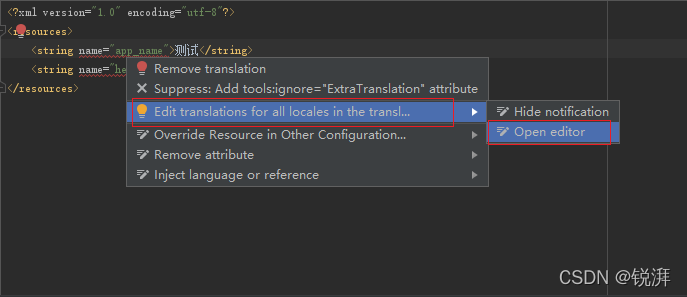 <?xml version="1.0" encoding="utf-8"?>
<resources>
<string name="app_name">测试</string>
<string name="he
</resources>
Remove translation
Suppress: Add tools:ignore="ExtraTranslation" attribute
Edit translations for all locales in the transl...
Hide notification
Open editor
Override Resource in Other Configuration...
Remove attribute
Inject language or reference
CSDN @锐湃